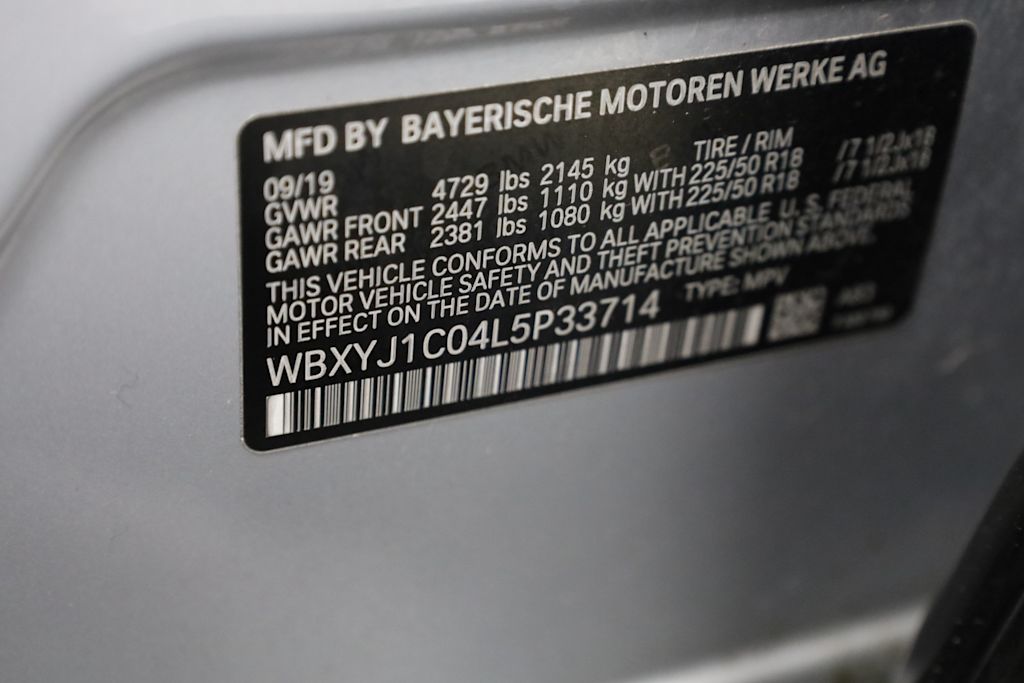 MFD BY BAYERISCHE MOTOREN WERKE AG
09/19 TIRE / RIM
GVWR 4729 lbs 2145 kg
GAWR FRONT 2447 lbs 1110 kg WITH 225/50 R18 /7 1/2Jx18
GAWR REAR 2381 lbs 1080 kg WITH 225/50 R18 /7 1/2Jx18
THIS VEHICLE CONFORMS TO ALL APPLICABLE U.S. FEDERAL
MOTOR VEHICLE SAFETY AND THEFT PREVENTION STANDARDS
IN EFFECT ON THE DATE OF MANUFACTURE SHOWN ABOVE.
WBXYJ1C04L5P33714 TYPE: MPV